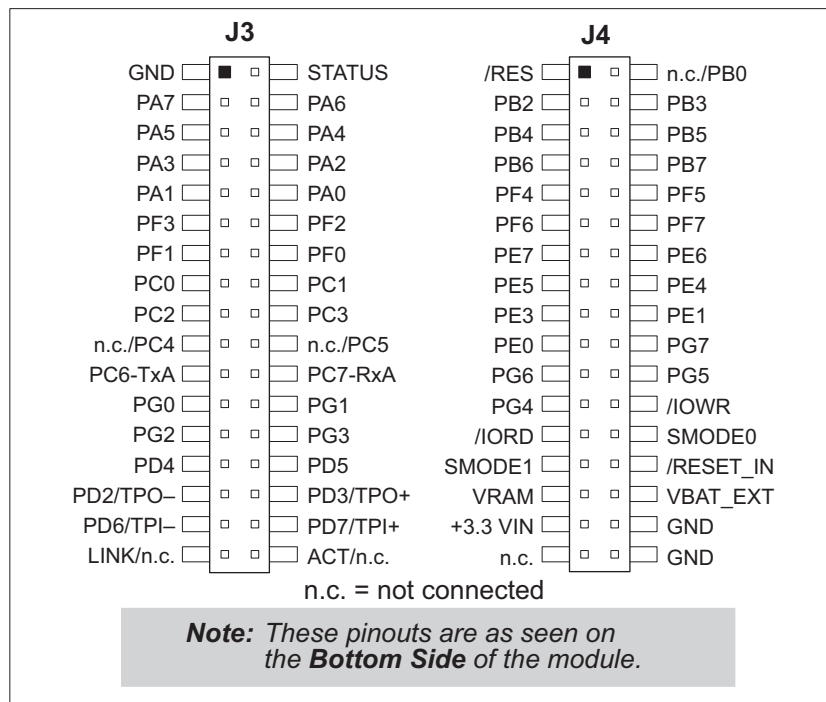 J3 J4
GND STATUS /RES n.c./PB0
PA7 PA6 PB2 PB3
PA5 PA4 PB4 PB5
PA3 PA2 PB6 PB7
PA1 PA0 PF4 PF5
PF3 PF2 PF6 PF7
PF1 PF0 PE7 PE6
PC0 PC1 PE5 PE4
PC2 PC3 PE3 PE1
n.c./PC4 n.c./PC5 PE0 PG7
PC6-TxA PC7-RxA PG6 PG5
PG0 PG1 PG4 /IOWR
PG2 PG3 /IORD SMODE0
PD4 PD5 SMODE1 /RESET_IN
PD2/TPO– PD3/TPO+ VRAM VBAT_EXT
PD6/TPI– PD7/TPI+ +3.3 VIN GND
LINK/n.c. ACT/n.c. n.c. GND
n.c. = not connected
Note: These pinouts are as seen on
the Bottom Side of the module.